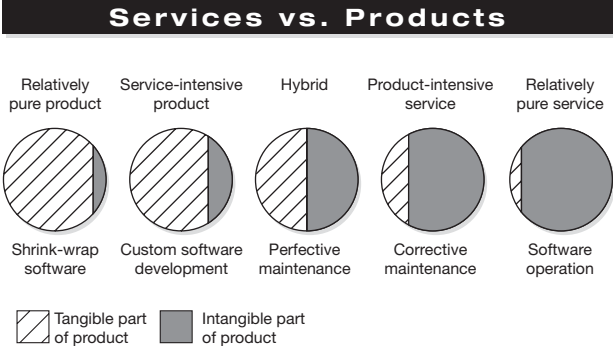 Services vs. Products
Relatively
pure product
Service-intensive
product
Hybrid
Product-intensive
service
Relatively
pure service
Shrink-wrap
software
Custom software
development
Perfective
maintenance
Corrective
maintenance
Software
operation
Tangible part
of product
Intangible part
of product